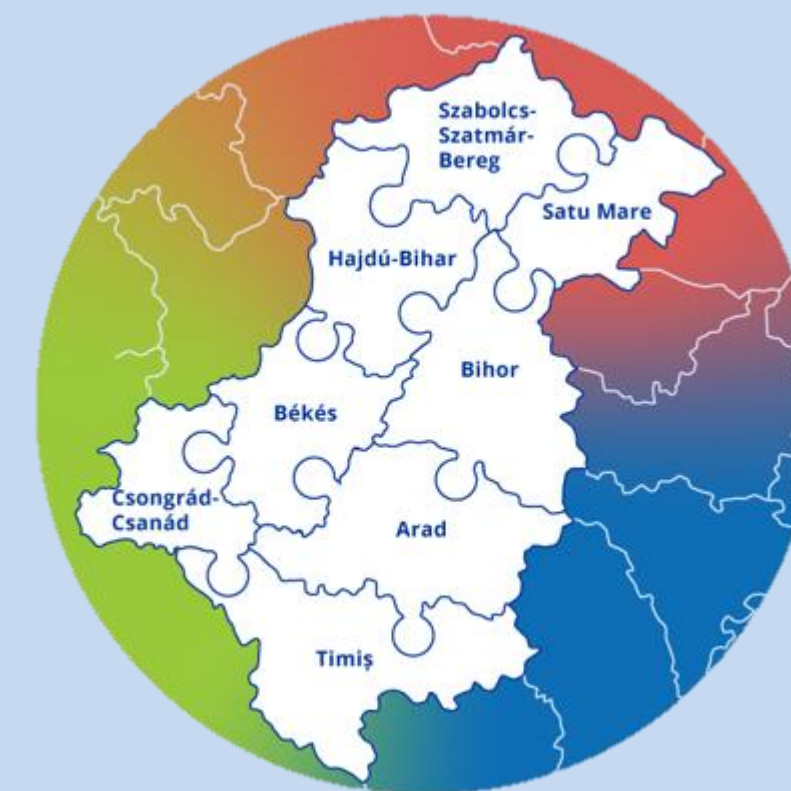 Szabolcs-
Szatmár-
Bereg
Satu Mare
Hajdú-Bihar
Bihor
Békés
Csongrád-
Csanád
Arad
Timiș